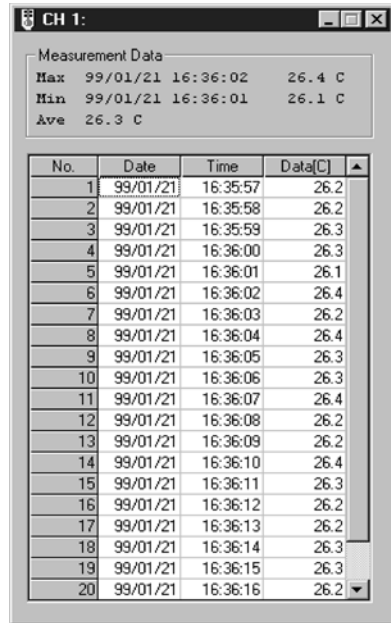 CH 1:
Measurement Data
Max 99/01/21 16:36:02 26.4 C
Min 99/01/21 16:36:01 26.1 C
Ave 26.3 C
No. Date Time Data[C]
1 99/01/21 16:35:57 26.2
2 99/01/21 16:35:58 26.2
3 99/01/21 16:35:59 26.3
4 99/01/21 16:36:00 26.3
5 99/01/21 16:36:01 26.1
6 99/01/21 16:36:02 26.4
7 99/01/21 16:36:03 26.2
8 99/01/21 16:36:04 26.4
9 99/01/21 16:36:05 26.3
10 99/01/21 16:36:06 26.3
11 99/01/21 16:36:07 26.4
12 99/01/21 16:36:08 26.2
13 99/01/21 16:36:09 26.2
14 99/01/21 16:36:10 26.4
15 99/01/21 16:36:11 26.3
16 99/01/21 16:36:12 26.2
17 99/01/21 16:36:13 26.2
18 99/01/21 16:36:14 26.3
19 99/01/21 16:36:15 26.3
20 99/01/21 16:36:16 26.2